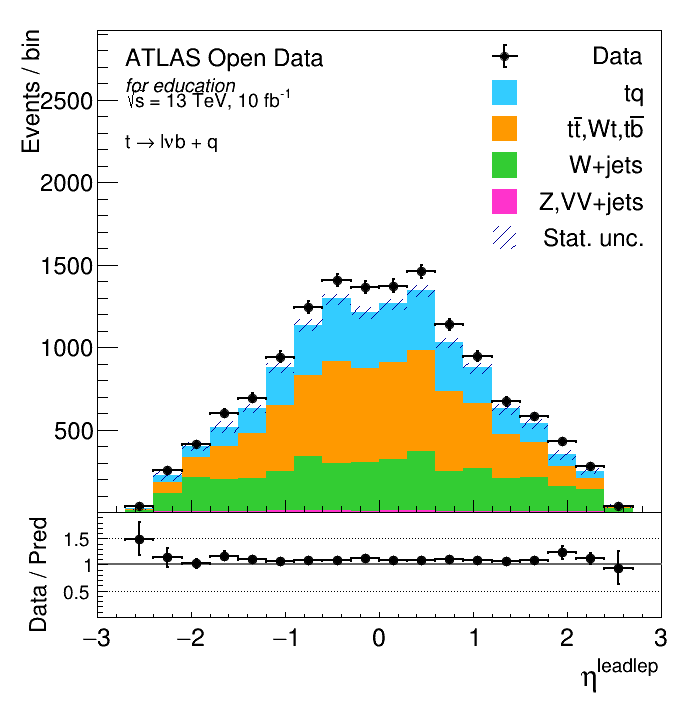 ATLAS Open Data
for education
√s = 13 TeV, 10 fb⁻¹
t → lνb + q
Data
tq
tt̅,Wt,tb̅
W+jets
Z,VV+jets
Stat. unc.
Events / bin
2500
2000
1500
1000
500
Data / Pred
1.5
1
0.5
−3 −2 −1 0 1 2 3
η^leadlep